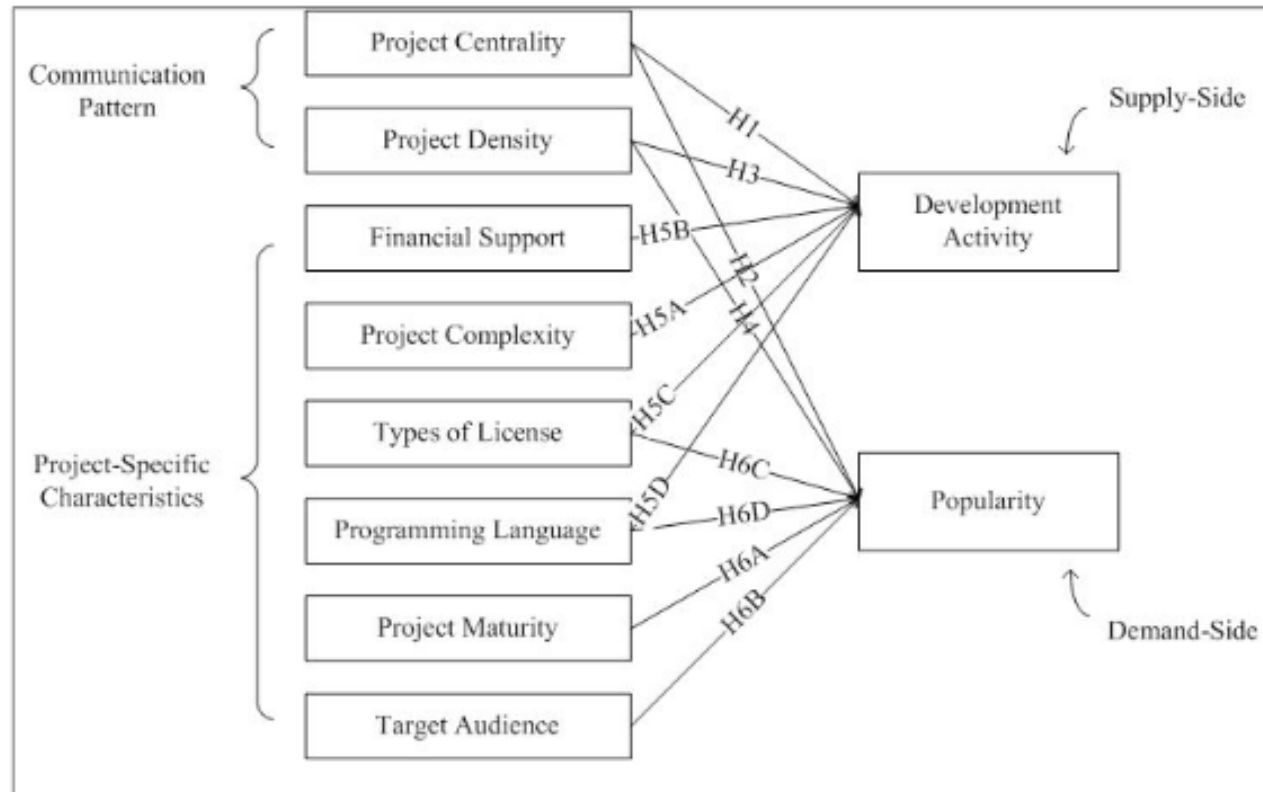 Communication
Pattern
Project-Specific
Characteristics
Project Centrality
Project Density
Financial Support
Project Complexity
Types of License
Programming Language
Project Maturity
Target Audience
H1
H3
H5B
H2
H4
H5A
H5C
H6C
H5D
H6D
H6A
H6B
Supply-Side
Development
Activity
Popularity
Demand-Side